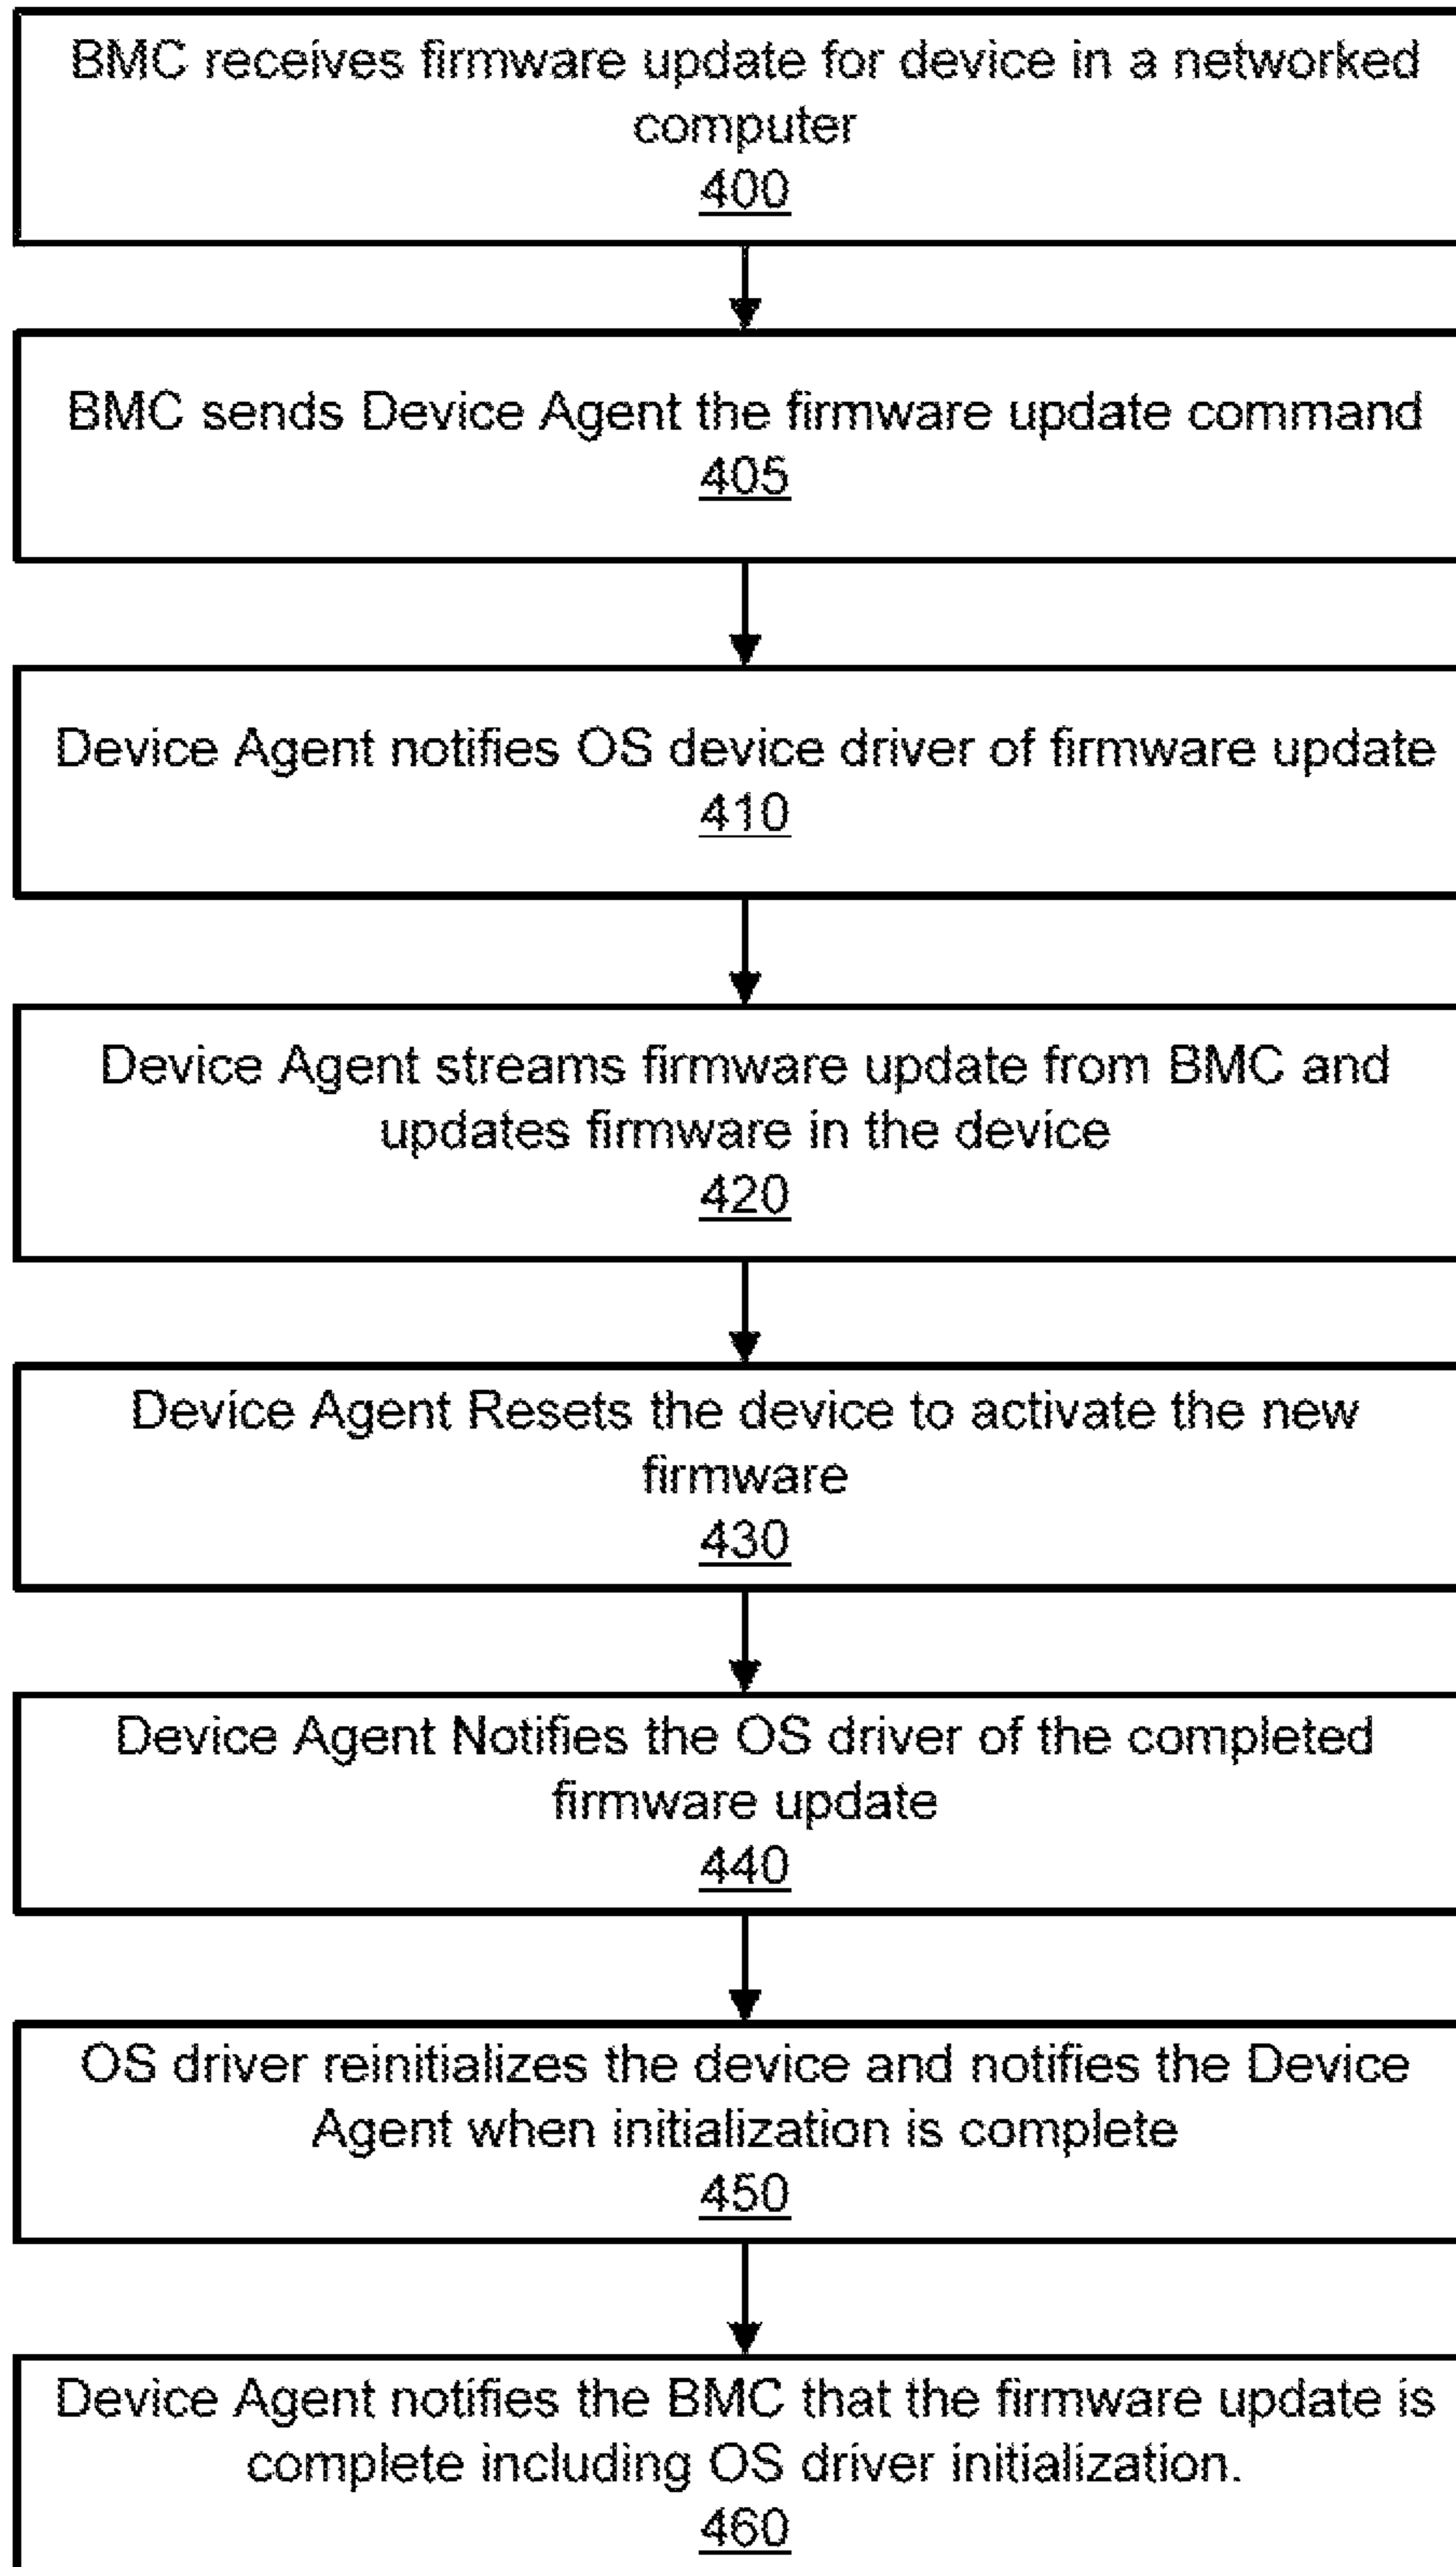 BMC receives firmware update for device in a networked
computer
400
BMC sends Device Agent the firmware update command
405
Device Agent notifies OS device driver of firmware update
410
Device Agent streams firmware update from BMC and
updates firmware in the device
420
Device Agent Resets the device to activate the new
firmware
430
Device Agent Notifies the OS driver of the completed
firmware update
440
OS driver reinitializes the device and notifies the Device
Agent when initialization is complete
450
Device Agent notifies the BMC that the firmware update is
complete including OS driver initialization.
460